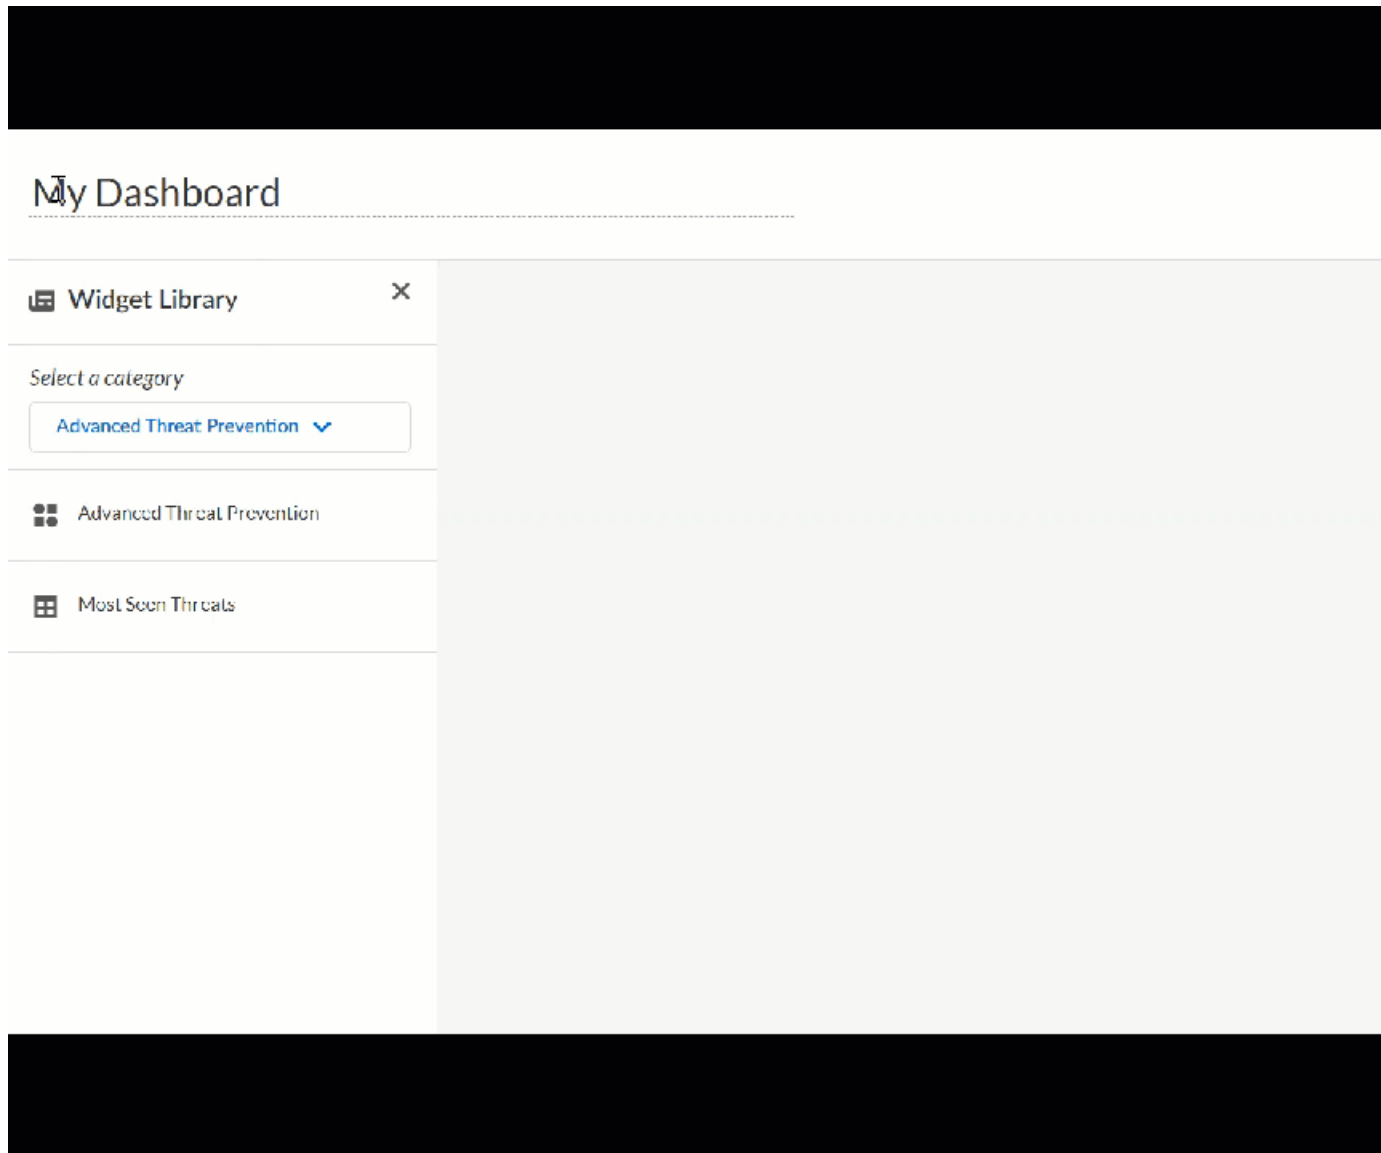 My Dashboard
Widget Library
Select a category
Advanced Threat Prevention
Advanced Threat Prevention
Most Seen Threats